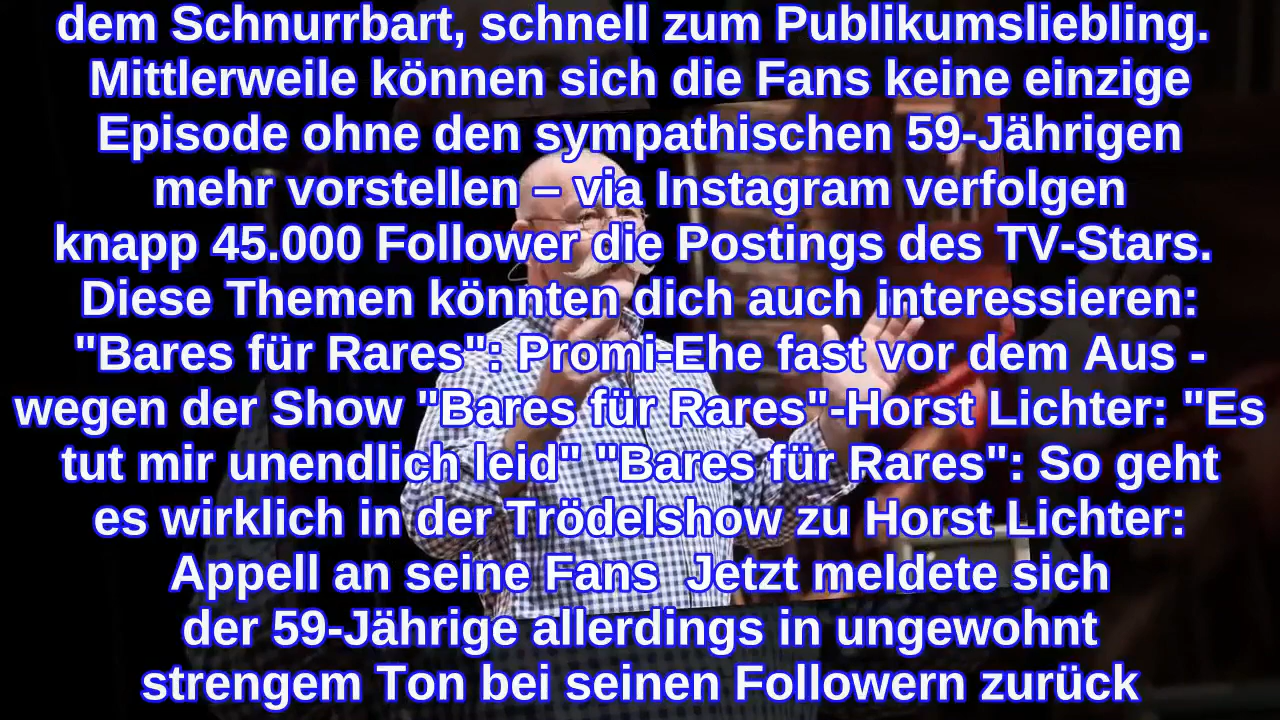 dem Schnurrbart, schnell zum Publikumsliebling.
Mittlerweile können sich die Fans keine einzige
Episode ohne den sympathischen 59-Jährigen
mehr vorstellen – via Instagram verfolgen
knapp 45.000 Follower die Postings des TV-Stars.
Diese Themen könnten dich auch interessieren:
"Bares für Rares": Promi-Ehe fast vor dem Aus -
wegen der Show "Bares für Rares"-Horst Lichter: "Es
tut mir unendlich leid" "Bares für Rares": So geht
es wirklich in der Trödelshow zu Horst Lichter:
Appell an seine Fans  Jetzt meldete sich
der 59-Jährige allerdings in ungewohnt
strengem Ton bei seinen Followern zurück